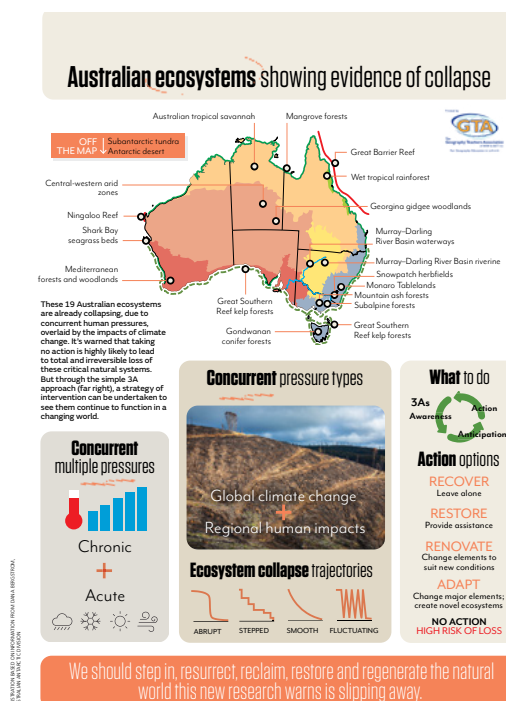 Australian ecosystems showing evidence of collapse
Australian tropical savannah
Mangrove forests
GTA
OFF
THE MAP
Subantarctic tundra
Antarctic desert
Great Barrier Reef
Wet tropical rainforest
Central-western arid
zones
Georgina gidgee woodlands
Ningaloo Reef
Shark Bay
seagrass beds
Murray–Darling
River Basin waterways
Murray–Darling River Basin riverine
Snowpatch herbfields
Monaro Tablelands
Mountain ash forests
Subalpine forests
Mediterranean
forests and woodlands
Great Southern
Reef kelp forests
Gondwanan
conifer forests
Great Southern
Reef kelp forests
These 19 Australian ecosystems
are already collapsing, due to
concurrent human pressures,
overlaid by the impacts of climate
change. It's warned that taking
no action is highly likely to lead
to total and irreversible loss of
these critical natural systems.
But through the simple 3A
approach (far right), a strategy of
intervention can be undertaken to
see them continue to function in a
changing world.
Concurrent
multiple pressures
Chronic
+
Acute
Concurrent pressure types
Global climate change
+
Regional human impacts
Ecosystem collapse trajectories
ABRUPT
STEPPED
SMOOTH
FLUCTUATING
What to do
3As
Awareness
Action
Anticipation
Action options
RECOVER
Leave alone
RESTORE
Provide assistance
RENOVATE
Change elements to
suit new conditions
ADAPT
Change major elements;
create novel ecosystems
NO ACTION
HIGH RISK OF LOSS
STRATION BASED ON INFORMATION FROM DANA BERGSTROM,
STRALIAN ANTARCTIC DIVISION
We should step in, resurrect, reclaim, restore and regenerate the natural
world this new research warns is slipping away.